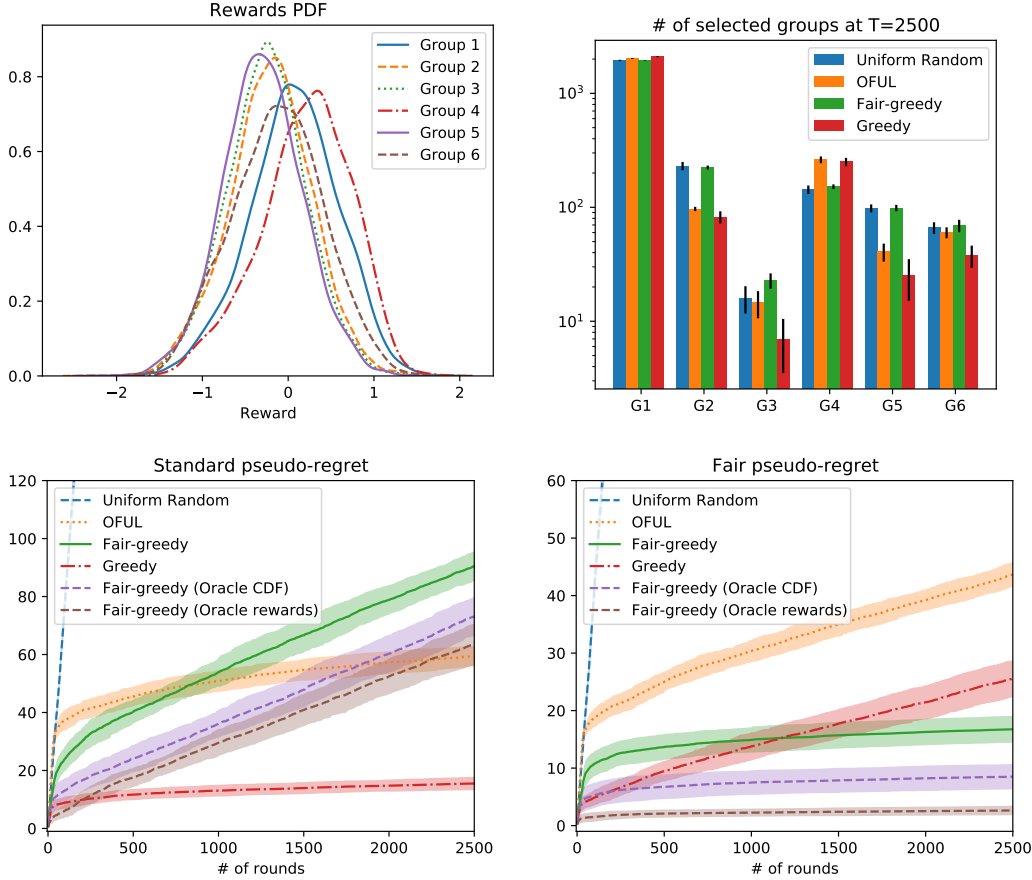 Rewards PDF
0.8
0.6
0.4
0.2
0.0
−2
−1
0
1
2
Reward
Group 1
Group 2
Group 3
Group 4
Group 5
Group 6
# of selected groups at T=2500
10³
10²
10¹
G1
G2
G3
G4
G5
G6
Uniform Random
OFUL
Fair-greedy
Greedy
Standard pseudo-regret
120
100
80
60
40
20
0
0
500
1000
1500
2000
2500
# of rounds
Uniform Random
OFUL
Fair-greedy
Greedy
Fair-greedy (Oracle CDF)
Fair-greedy (Oracle rewards)
Fair pseudo-regret
60
50
40
30
20
10
0
0
500
1000
1500
2000
2500
# of rounds
Uniform Random
OFUL
Fair-greedy
Greedy
Fair-greedy (Oracle CDF)
Fair-greedy (Oracle rewards)